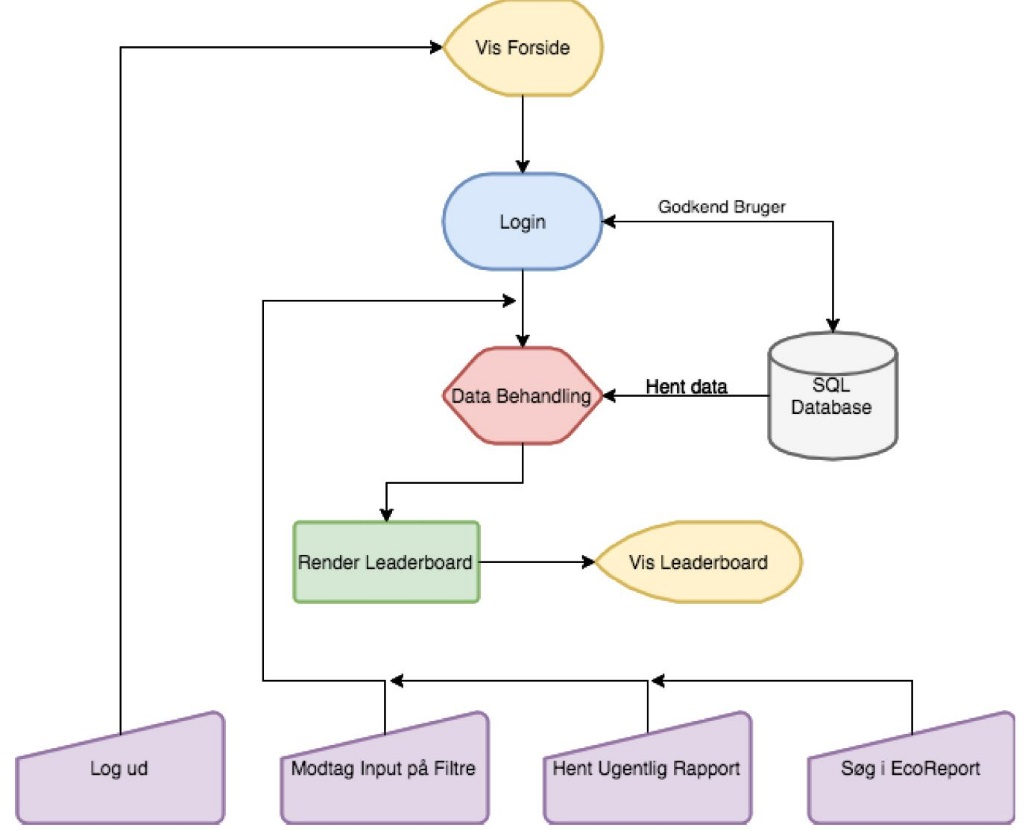 Vis Forside
Godkend Bruger
Login
Data Behandling
Hent data
SQL
Database
Render Leaderboard
Vis Leaderboard
Log ud
Modtag Input på Filtre
Hent Ugentlig Rapport
Søg i EcoReport